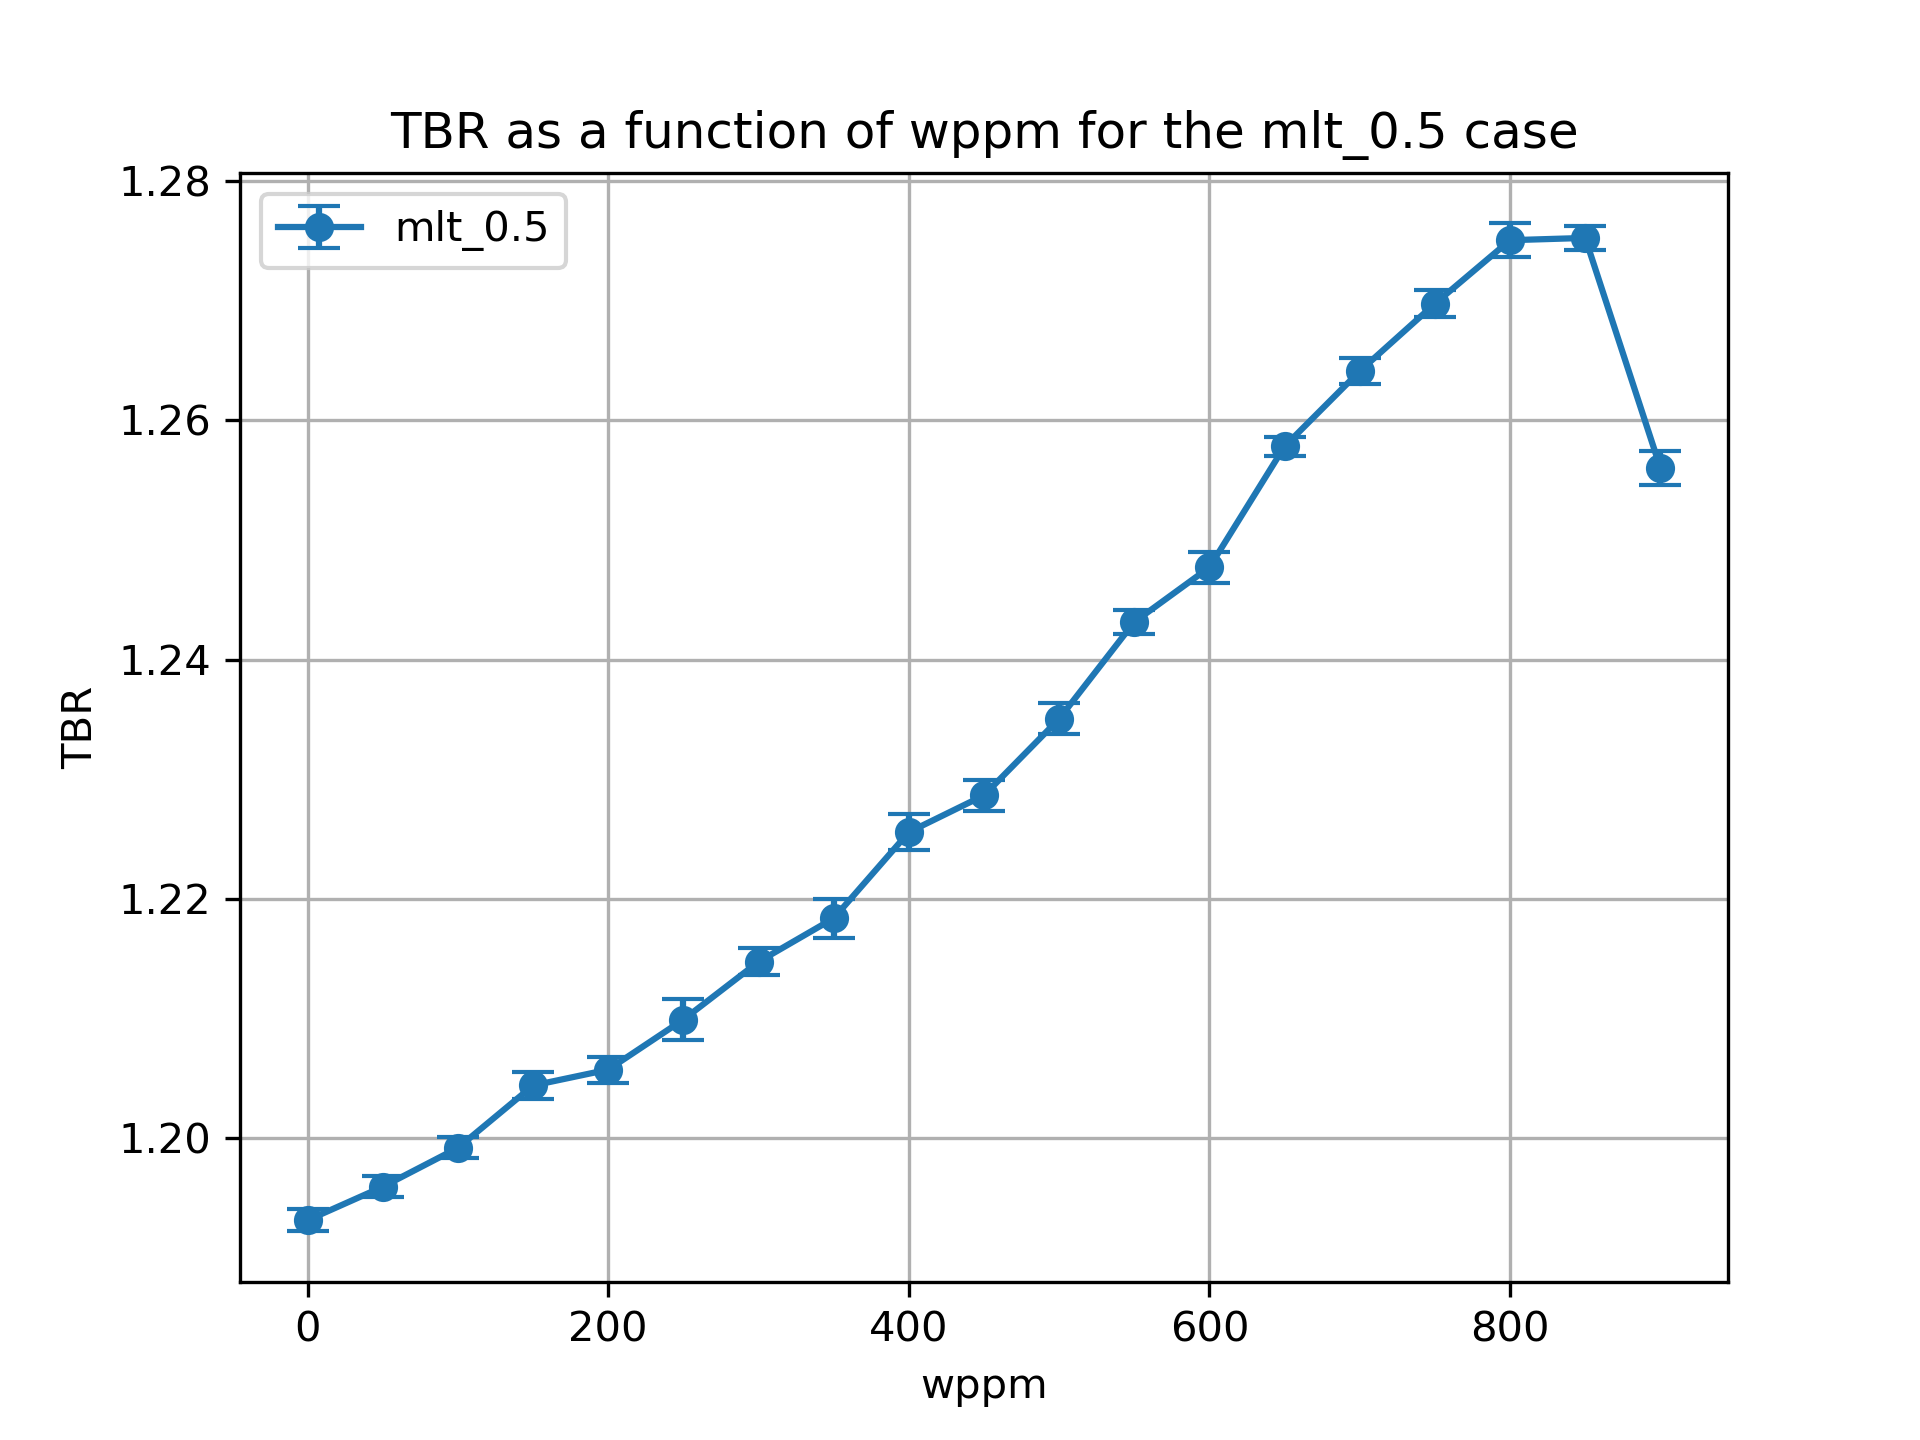 TBR as a function of wppm for the mlt_0.5 case
mlt_0.5
1.28
1.26
1.24
1.22
1.20
TBR
0 200 400 600 800
wppm